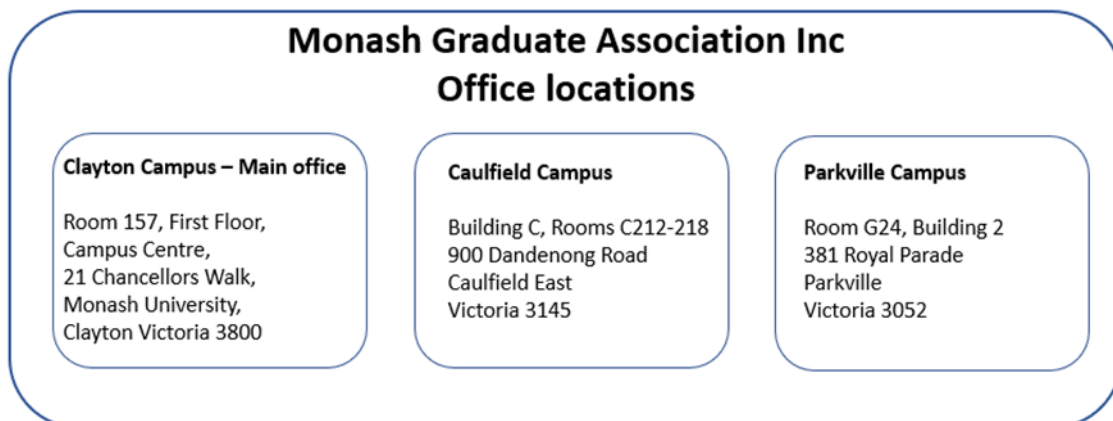 Monash Graduate Association Inc
Office locations
Clayton Campus – Main office
Room 157, First Floor,
Campus Centre,
21 Chancellors Walk,
Monash University,
Clayton Victoria 3800
Caulfield Campus
Building C, Rooms C212-218
900 Dandenong Road
Caulfield East
Victoria 3145
Parkville Campus
Room G24, Building 2
381 Royal Parade
Parkville
Victoria 3052